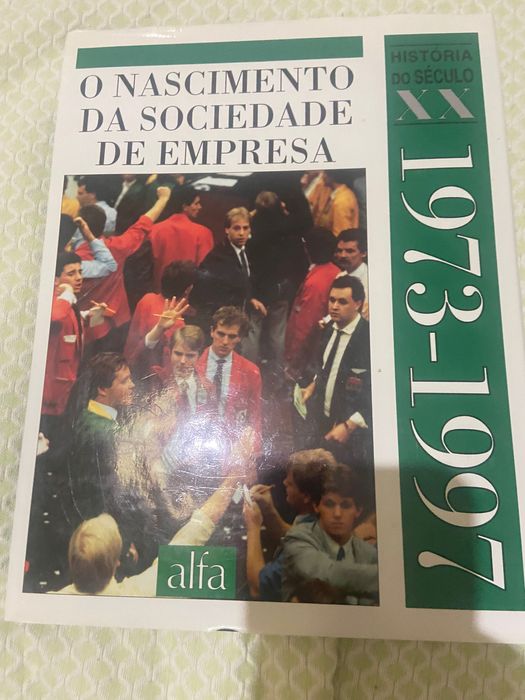 O NASCIMENTO
DA SOCIEDADE
DE EMPRESA
HISTÓRIA
DO SÉCULO
XX
1973-1997
alfa